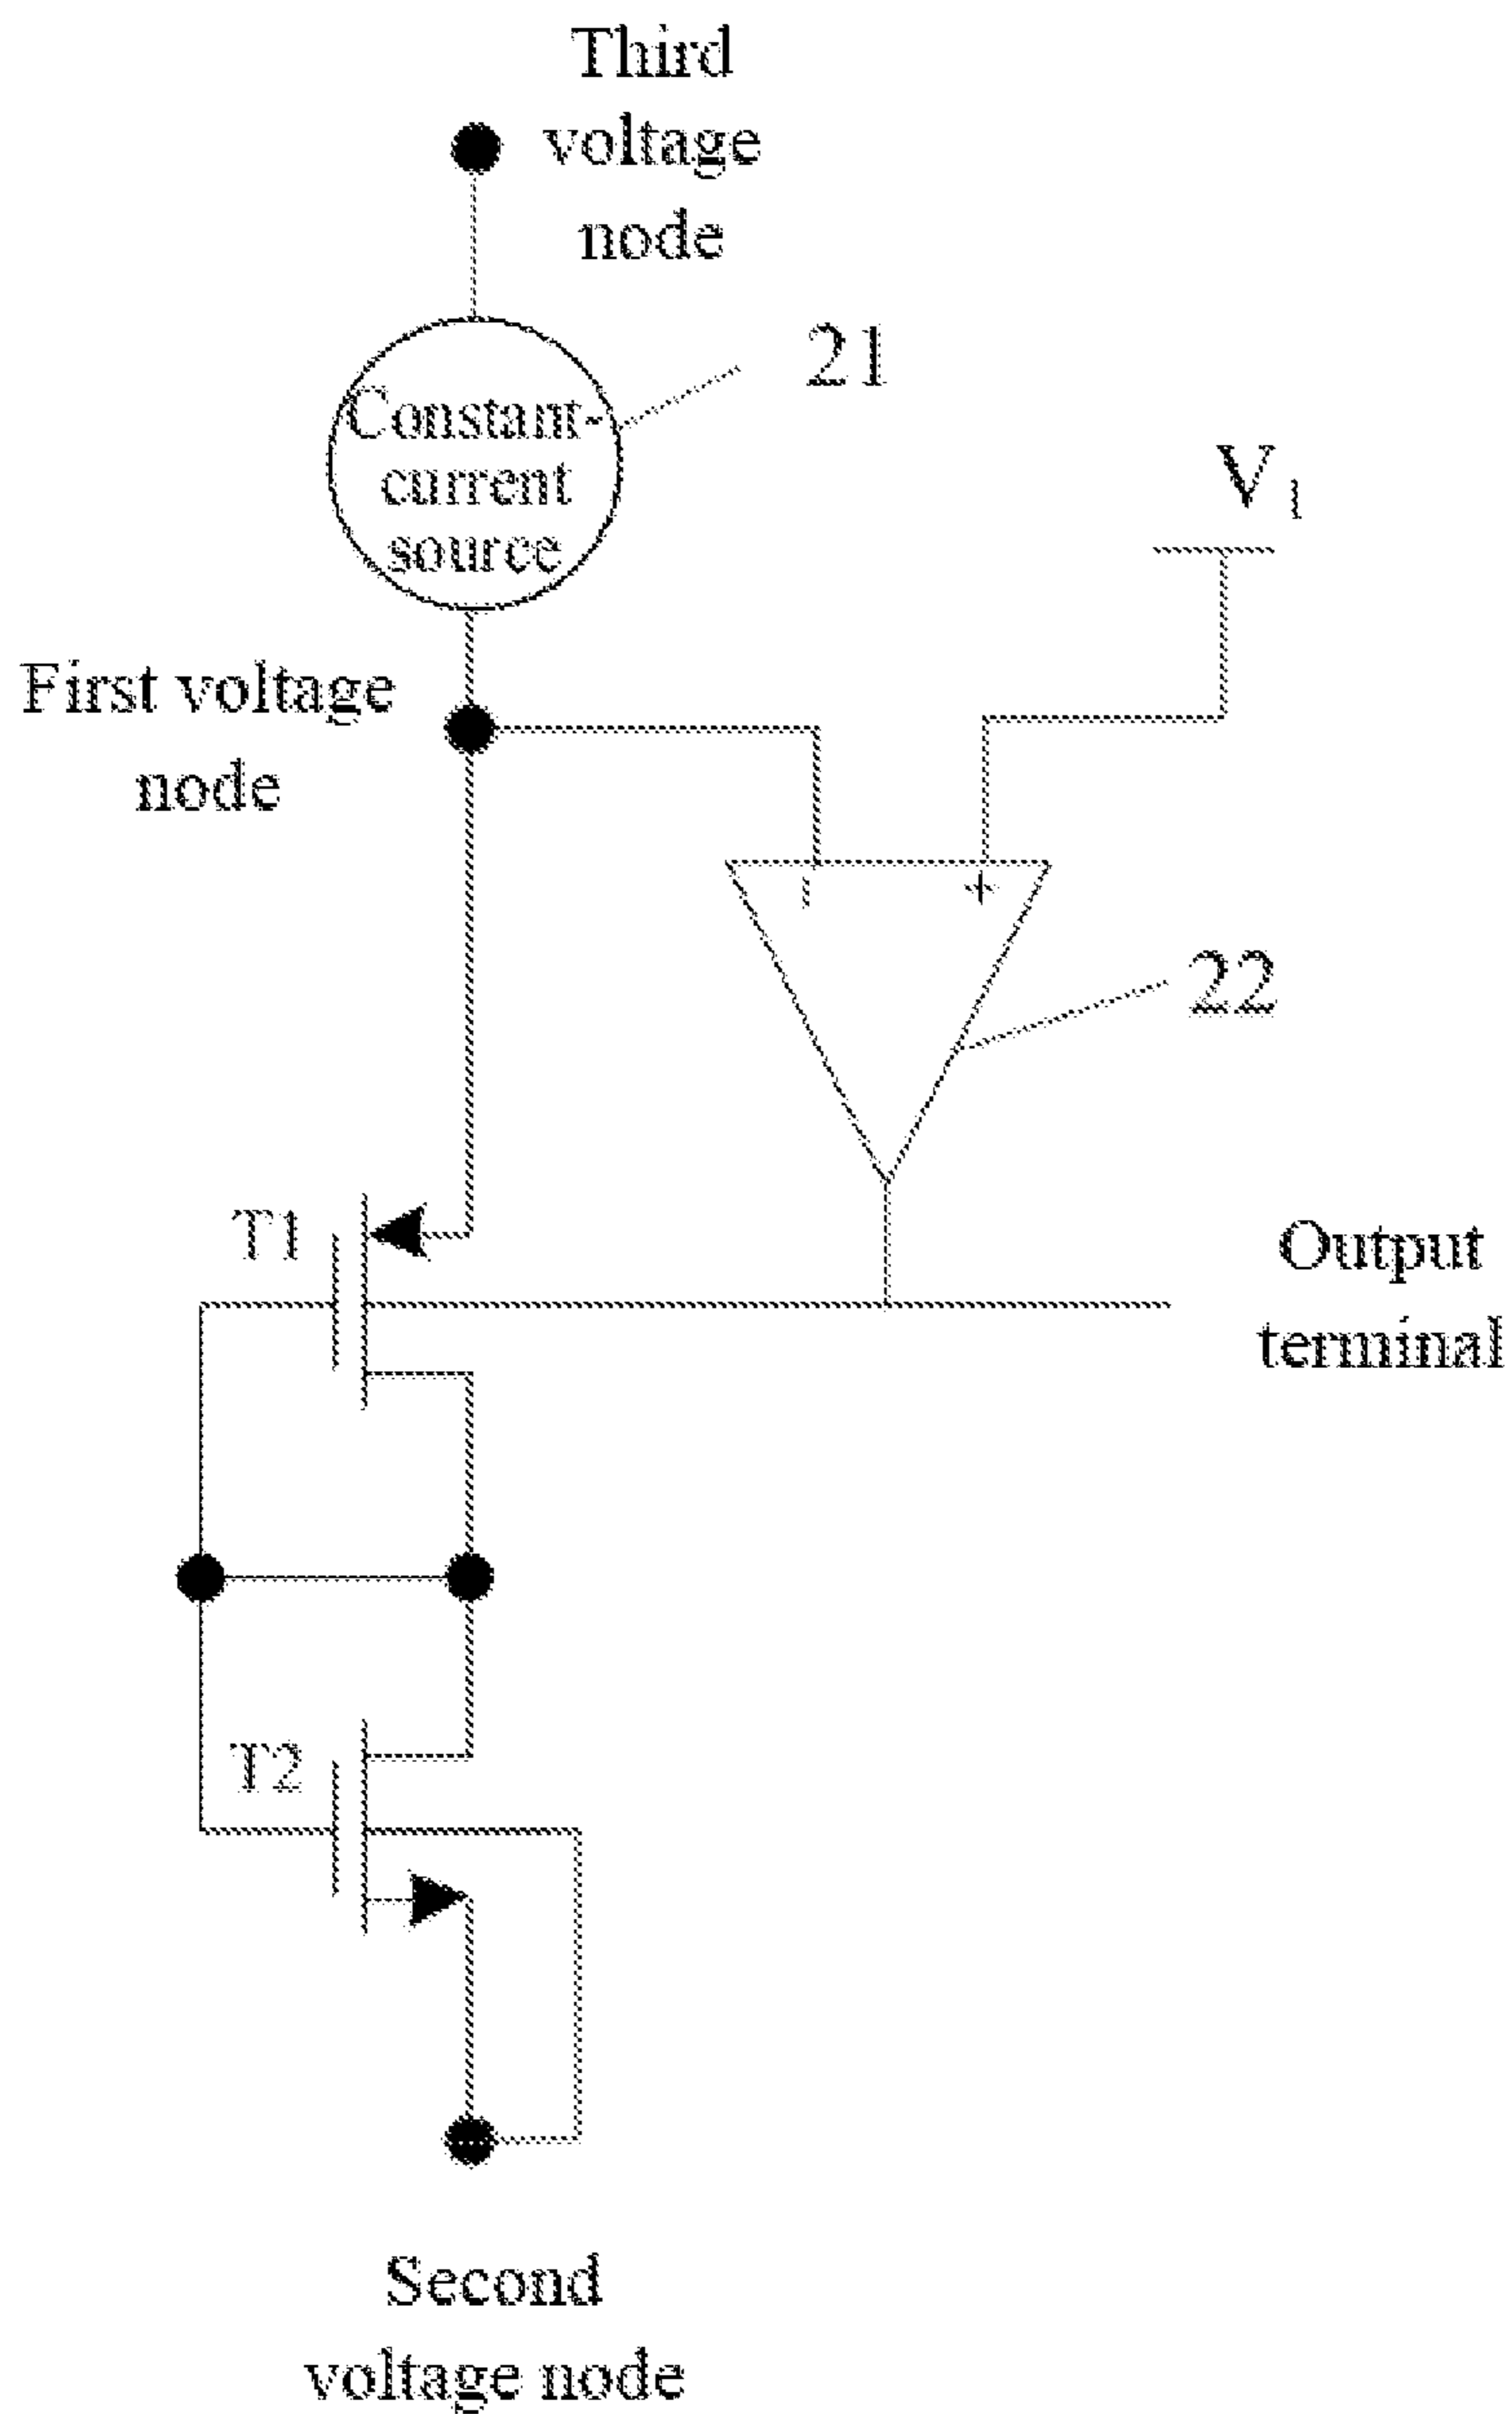 Third
voltage
node
21
Constant-
current
source
V1
First voltage
node
- +
22
T1
Output
terminal
T2
Second
voltage node